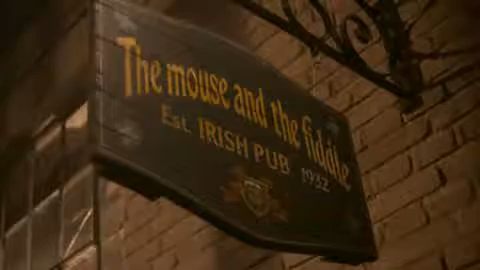 The mouse and the fiddle
Est. IRISH PUB 1932